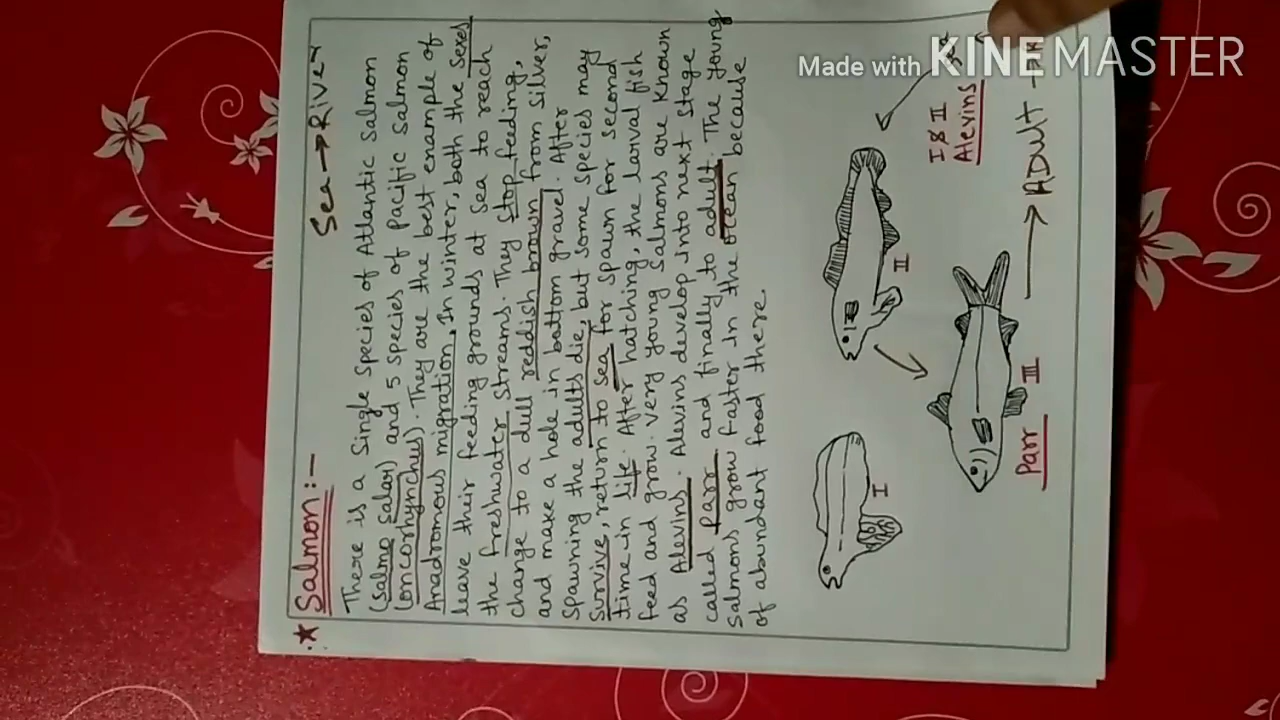 ★ Salmon:-
Sea→River
There is a Single Species of Atlantic Salmon
(Salmo Salar) and 5 Species of Pacific Salmon
(oncorhynchus). They are the best example of
Anadromous migration. In winter, both the Sexes
leave their feeding grounds at Sea to reach
the freshwater Streams. They Stop feeding,
change to a dull reddish brown from Silver,
and make a hole in bottom gravel. After
Spawning the adults die, but some species may
Survive, return to Sea for Spawn for second
time in life. After hatching, the larval fish
feed and grow. Very young Salmons are known
as Alevins. Alevins develop into next Stage
called Parr and finally to adult. The young
Salmons grow faster in the ocean because
of abundant food there.
I
II
I & II
Alevins
Parr III
→ ADULT
Made with KINEMASTER